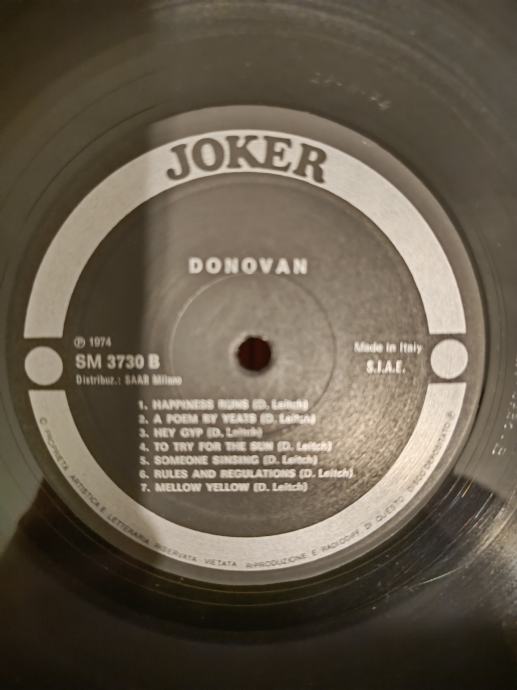 JOKER
DONOVAN
℗ 1974
SM 3730 B
Distribuz.: SAAR Milano
Made in Italy
S.I.A.E.
1. HAPPINESS RUNS (D. Leitch)
2. A POEM BY YEATS (D. Leitch)
3. HEY GYP (D. Leitch)
4. TO TRY FOR THE SUN (D. Leitch)
5. SOMEONE SINSING (D. Leitch)
6. RULES AND REGULATIONS (D. Leitch)
7. MELLOW YELLOW (D. Leitch)
© PROPRIETA ARTISTICA E LETTERARIA RISERVATA - VIETATA RIPRODUZIONE E RADIODIFF. DI QUESTO DISCO